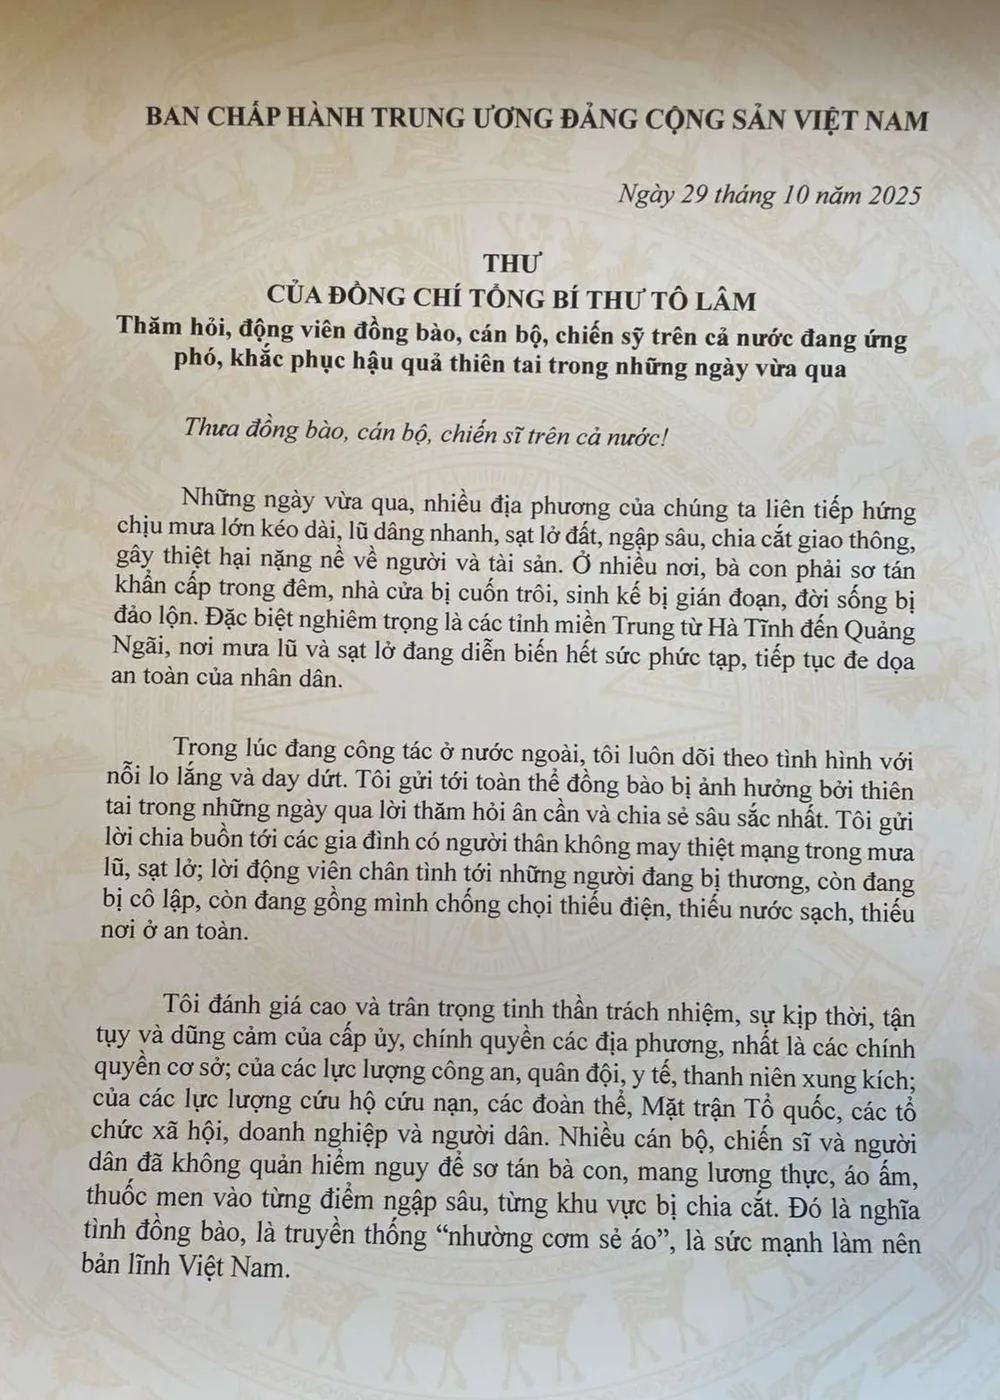 BAN CHẤP HÀNH TRUNG ƯƠNG ĐẢNG CỘNG SẢN VIỆT NAM
Ngày 29 tháng 10 năm 2025
THƯ
CỦA ĐỒNG CHÍ TỔNG BÍ THƯ TÔ LÂM
Thăm hỏi, động viên đồng bào, cán bộ, chiến sỹ trên cả nước đang ứng
phó, khắc phục hậu quả thiên tai trong những ngày vừa qua
Thưa đồng bào, cán bộ, chiến sĩ trên cả nước!
Những ngày vừa qua, nhiều địa phương của chúng ta liên tiếp hứng
chịu mưa lớn kéo dài, lũ dâng nhanh, sạt lở đất, ngập sâu, chia cắt giao thông,
gây thiệt hại nặng nề về người và tài sản. Ở nhiều nơi, bà con phải sơ tán
khẩn cấp trong đêm, nhà cửa bị cuốn trôi, sinh kế bị gián đoạn, đời sống bị
đảo lộn. Đặc biệt nghiêm trọng là các tỉnh miền Trung từ Hà Tĩnh đến Quảng
Ngãi, nơi mưa lũ và sạt lở đang diễn biến hết sức phức tạp, tiếp tục đe dọa
an toàn của nhân dân.
Trong lúc đang công tác ở nước ngoài, tôi luôn dõi theo tình hình với
nỗi lo lắng và day dứt. Tôi gửi tới toàn thể đồng bào bị ảnh hưởng bởi thiên
tai trong những ngày qua lời thăm hỏi ân cần và chia sẻ sâu sắc nhất. Tôi gửi
lời chia buồn tới các gia đình có người thân không may thiệt mạng trong mưa
lũ, sạt lở; lời động viên chân tình tới những người đang bị thương, còn đang
bị cô lập, còn đang gồng mình chống chọi thiếu điện, thiếu nước sạch, thiếu
nơi ở an toàn.
Tôi đánh giá cao và trân trọng tinh thần trách nhiệm, sự kịp thời, tận
tụy và dũng cảm của cấp ủy, chính quyền các địa phương, nhất là các chính
quyền cơ sở; của các lực lượng công an, quân đội, y tế, thanh niên xung kích;
của các lực lượng cứu hộ cứu nạn, các đoàn thể, Mặt trận Tổ quốc, các tổ
chức xã hội, doanh nghiệp và người dân. Nhiều cán bộ, chiến sĩ và người
dân đã không quản hiểm nguy để sơ tán bà con, mang lương thực, áo ấm,
thuốc men vào từng điểm ngập sâu, từng khu vực bị chia cắt. Đó là nghĩa
tình đồng bào, là truyền thống “nhường cơm sẻ áo”, là sức mạnh làm nên
bản lĩnh Việt Nam.